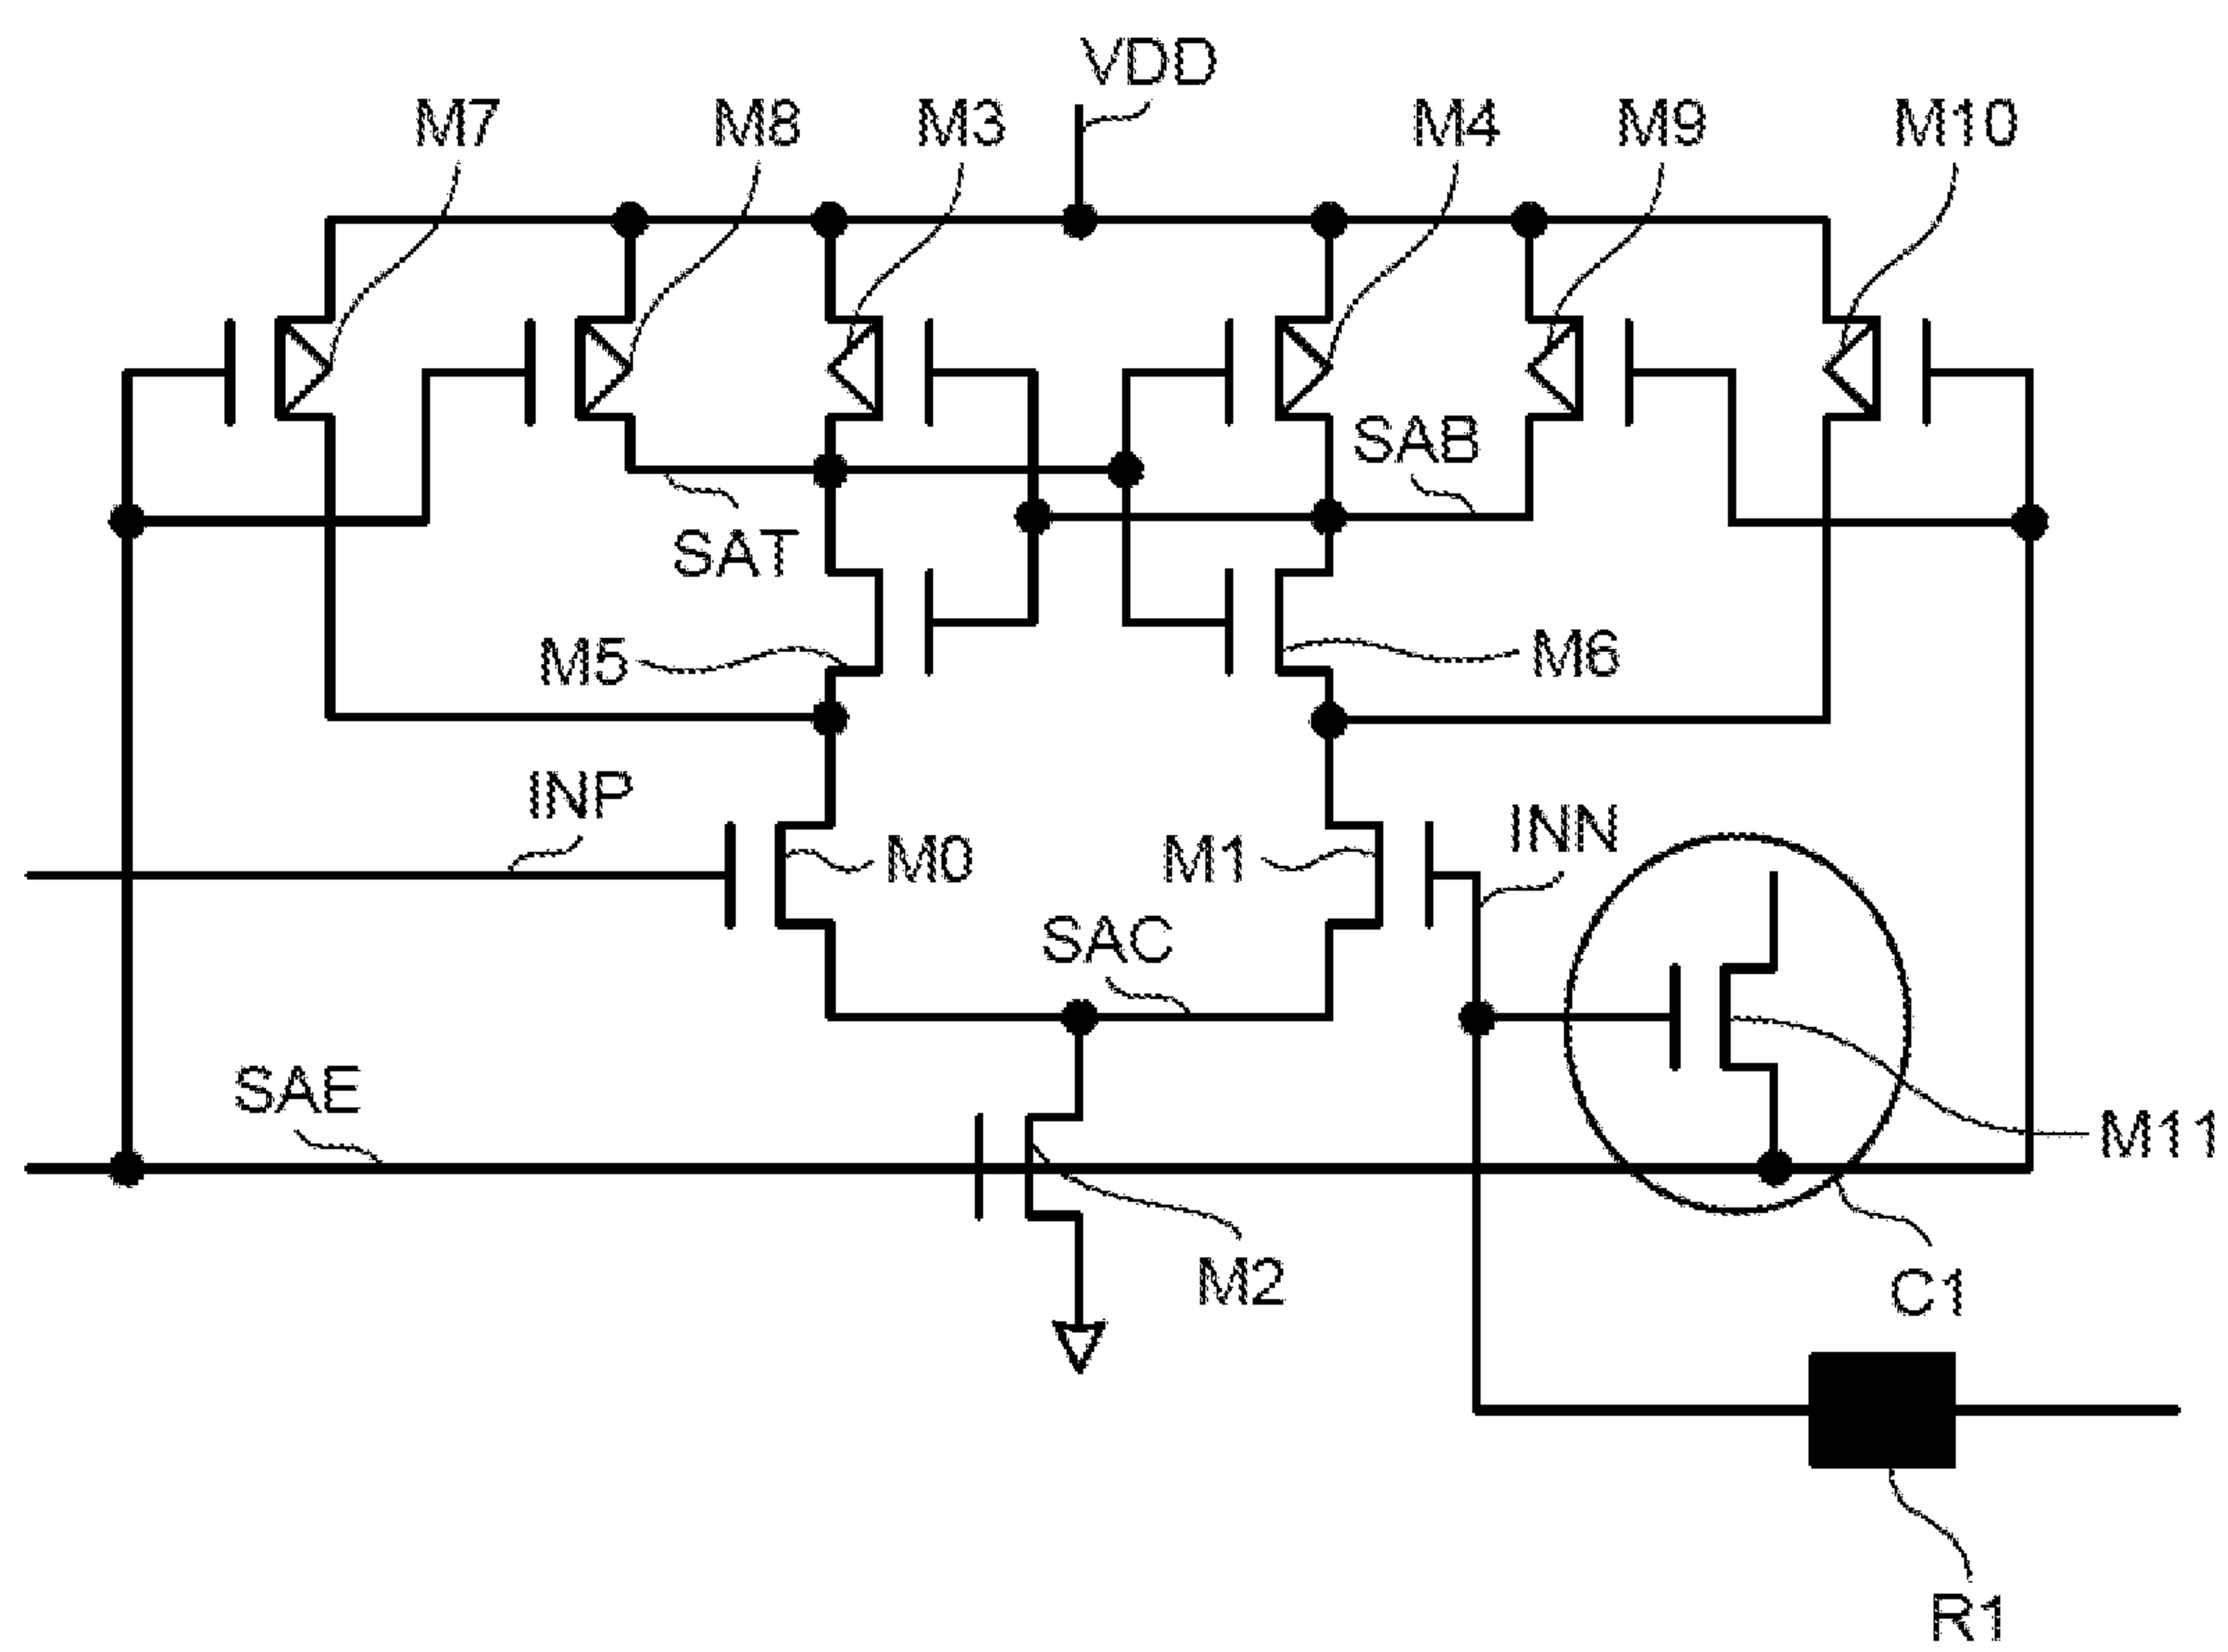 VDD
M7 M8 M3 M4 M9 M10
SAB
SAT
M5 M6
INP INN
M0 M1
SAC
SAE
M11
M2 C1
R1